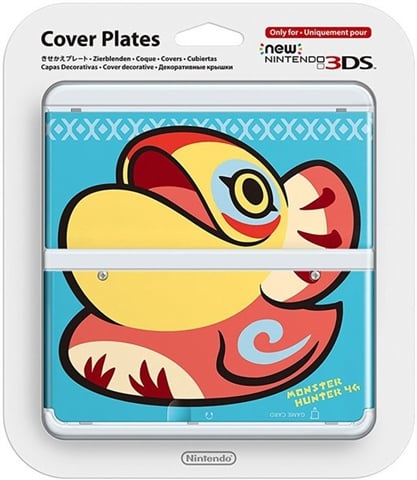 Cover Plates
Only for • Uniquement pour
new
NINTENDO 3DS™
きせかえプレート • Zierblenden • Coque • Covers • Cubiertas
Capas Decorativas • Cover decorative • Декоративные крышки
MONSTER
HUNTER 4G
GAME CARD
Nintendo